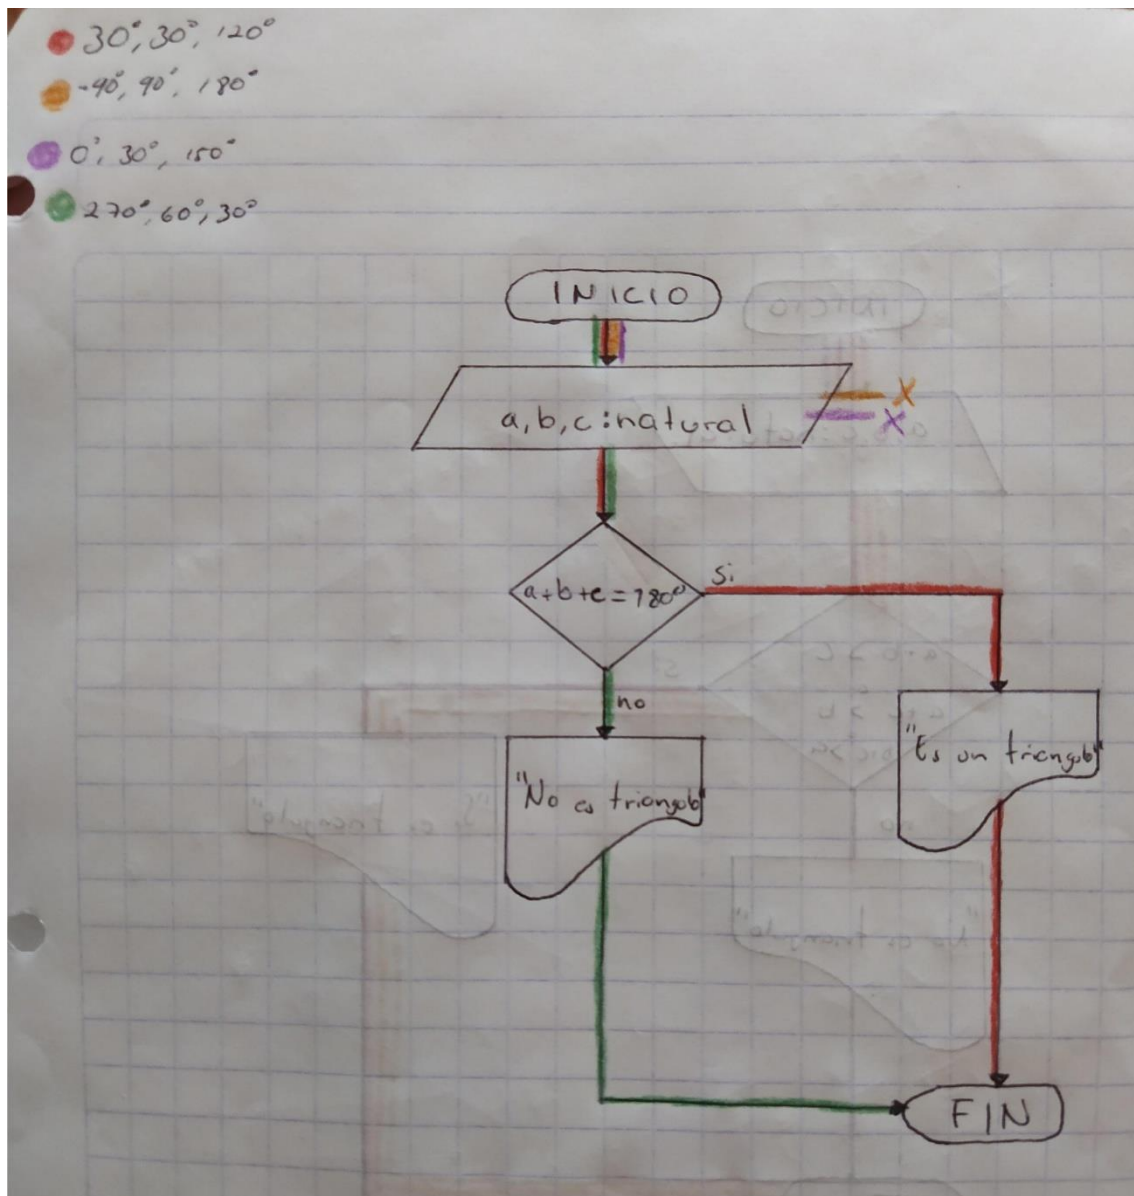 30°, 30°, 120°
-90°, 90°, 180°
0°, 30°, 150°
270°, 60°, 30°
INICIO
a, b, c : natural
X
X
a+b+c=180°
Si
no
"Es un triangulo"
"No es triangulo"
FIN